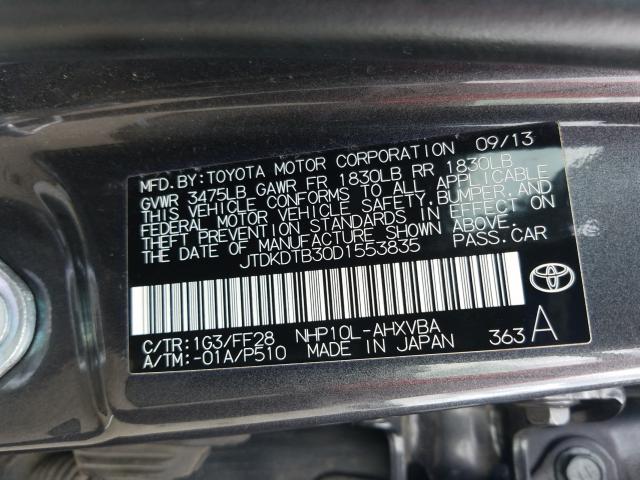 MFD.BY:TOYOTA MOTOR CORPORATION 09/13
GVWR 3475LB GAWR FR 1830LB RR 1830LB
THIS VEHICLE CONFORMS TO ALL APPLICABLE
FEDERAL MOTOR VEHICLE SAFETY,BUMPER,AND
THEFT PREVENTION STANDARDS IN EFFECT ON
THE DATE OF MANUFACTURE SHOWN ABOVE.
JTDKDTB30D1553835 PASS.CAR
C/TR:1G3/FF28 NHP10L-AHXVBA
A/TM:-01A/P510 MADE IN JAPAN 363 A